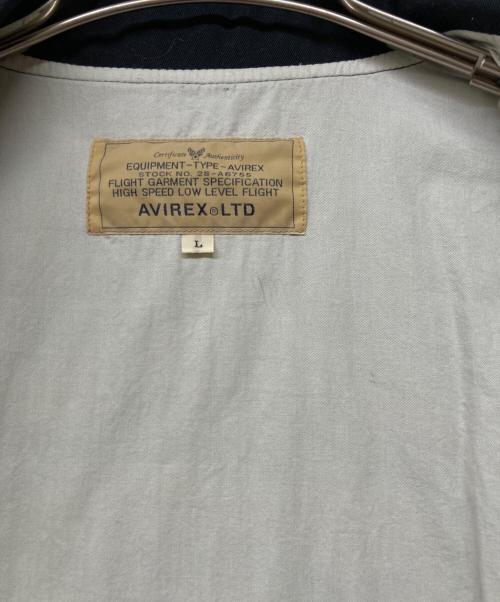 Certificate Authenticity
EQUIPMENT-TYPE-AVIREX
STOCK NO. 28-A6755
FLIGHT GARMENT SPECIFICATION
HIGH SPEED LOW LEVEL FLIGHT
AVIREX®LTD
L